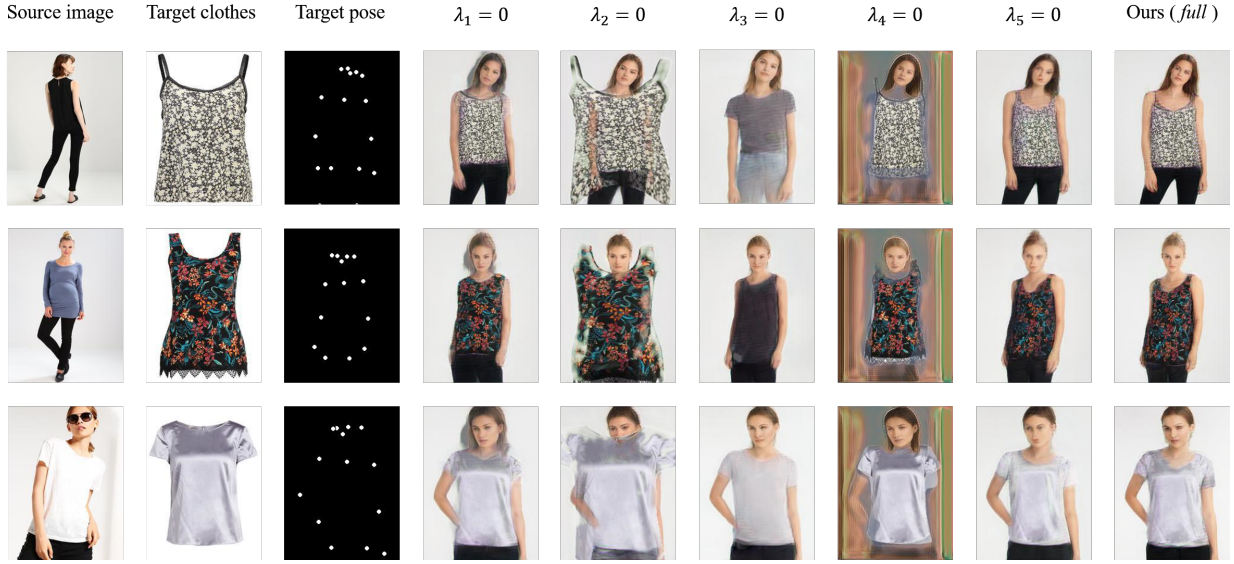 Source image Target clothes Target pose λ₁ = 0 λ₂ = 0 λ₃ = 0 λ₄ = 0 λ₅ = 0 Ours ( full )